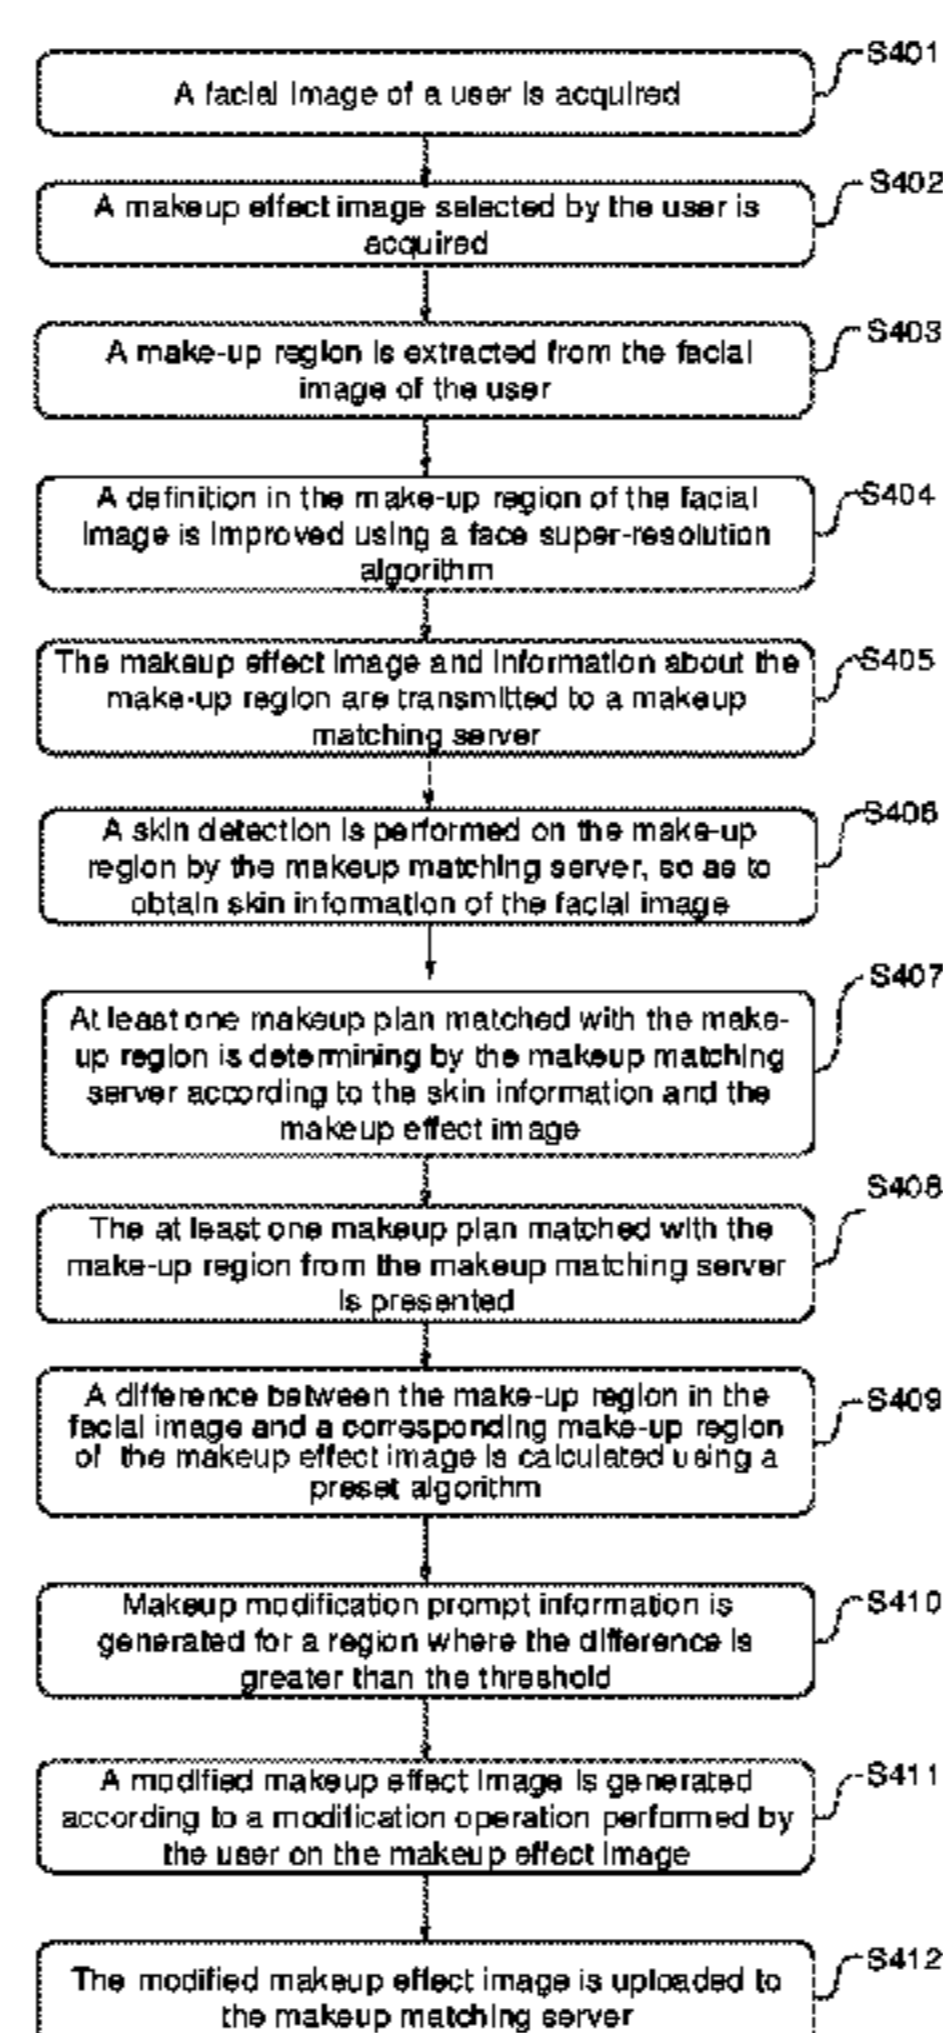 S401
A facial image of a user is acquired
S402
A makeup effect image selected by the user is
acquired
S403
A make-up region is extracted from the facial
image of the user
S404
A definition in the make-up region of the facial
image is improved using a face super-resolution
algorithm
S405
The makeup effect image and information about the
make-up region are transmitted to a makeup
matching server
S406
A skin detection is performed on the make-up
region by the makeup matching server, so as to
obtain skin information of the facial image
S407
At least one makeup plan matched with the make-
up region is determining by the makeup matching
server according to the skin information and the
makeup effect image
S408
The at least one makeup plan matched with the
make-up region from the makeup matching server
is presented
S409
A difference between the make-up region in the
facial image and a corresponding make-up region
of the makeup effect image is calculated using a
preset algorithm
S410
Makeup modification prompt information is
generated for a region where the difference is
greater than the threshold
S411
A modified makeup effect image is generated
according to a modification operation performed by
the user on the makeup effect image
S412
The modified makeup effect image is uploaded to
the makeup matching server